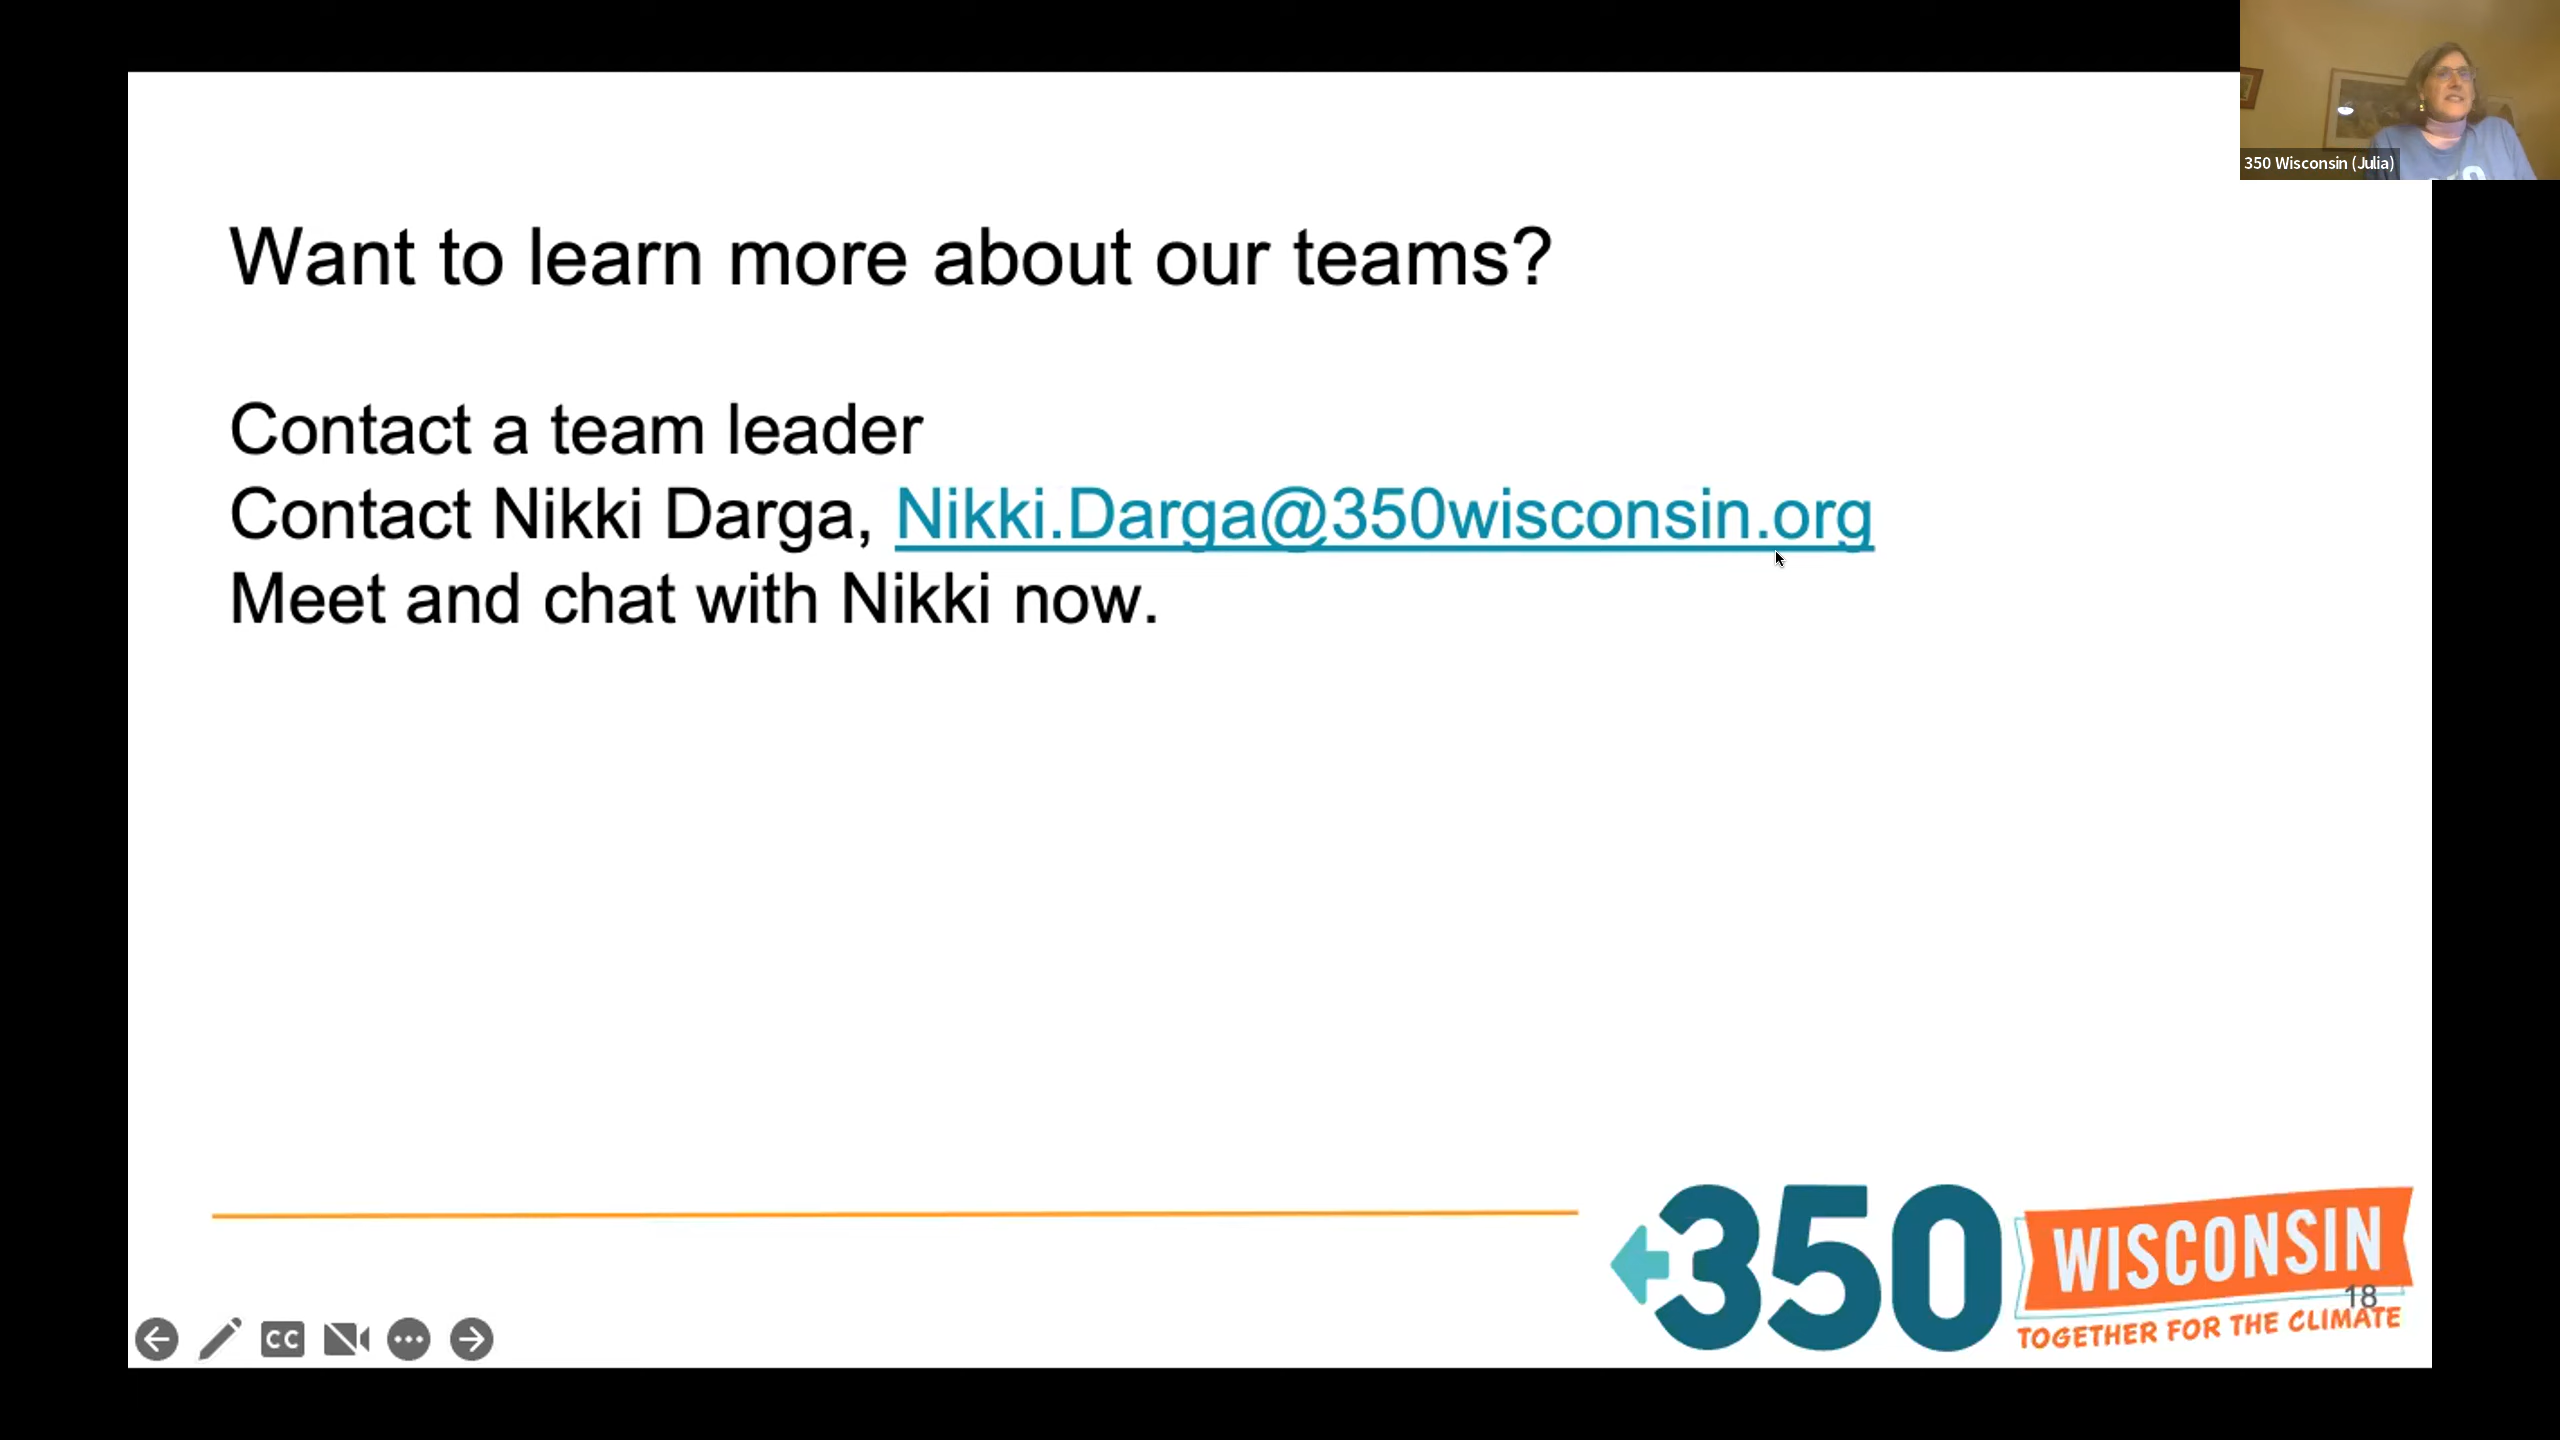 350 Wisconsin (Julia)
Want to learn more about our teams?
Contact a team leader
Contact Nikki Darga, Nikki.Darga@350wisconsin.org
Meet and chat with Nikki now.
350 WISCONSIN
18
TOGETHER FOR THE CLIMATE
CC